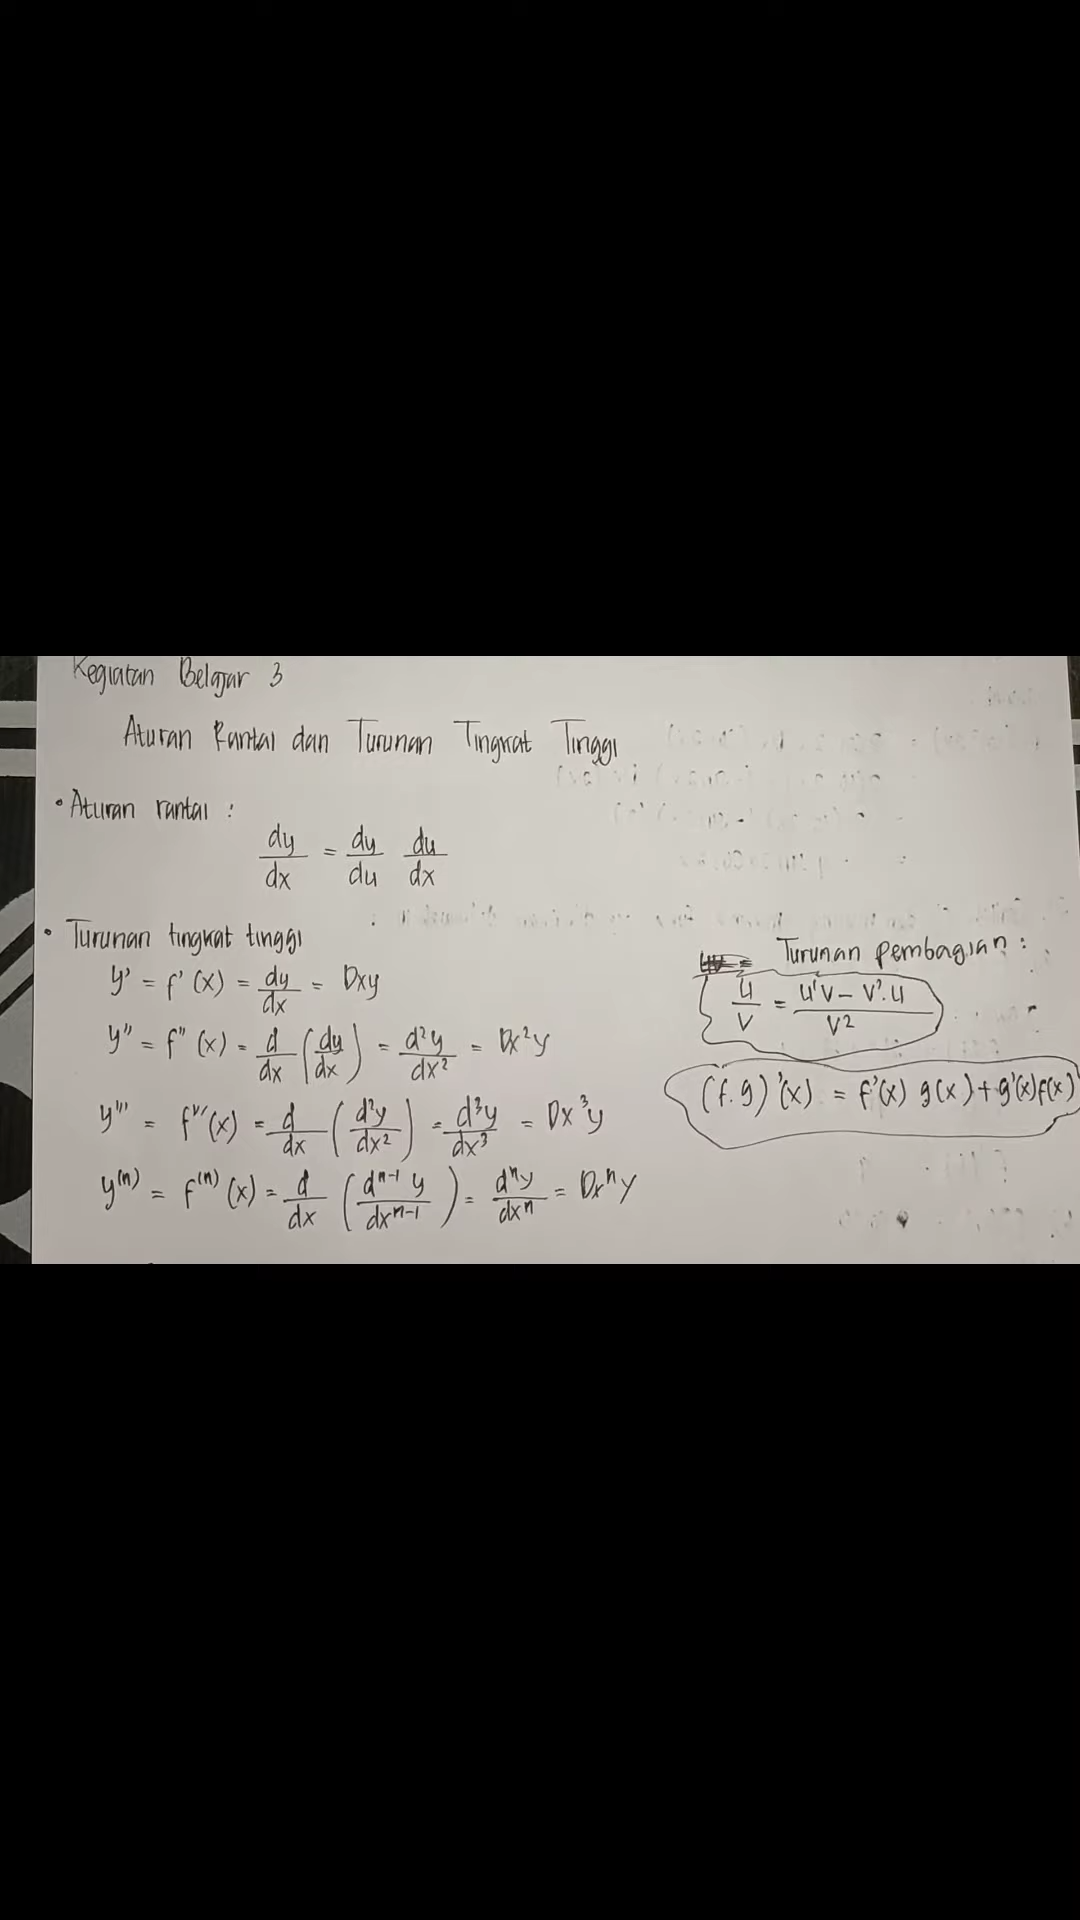 Kegiatan Belajar 3
Aturan Rantai dan Turunan Tingkat Tinggi
• Aturan rantai :
dy/dx = dy/du du/dx
• Turunan tingkat tinggi
y' = f'(x) = dy/dx = Dxy
y'' = f''(x) = d/dx (dy/dx) = d²y/dx² = Dx²y
y''' = f'''(x) = d/dx (d²y/dx²) = d³y/dx³ = Dx³y
y⁽ⁿ⁾ = f⁽ⁿ⁾(x) = d/dx (dⁿ⁻¹y/dxⁿ⁻¹) = dⁿy/dxⁿ = Dxⁿy
Turunan pembagian :
u/v = u'v – v'.u/v²
(f.g)'(x) = f'(x) g(x) + g'(x) f(x)